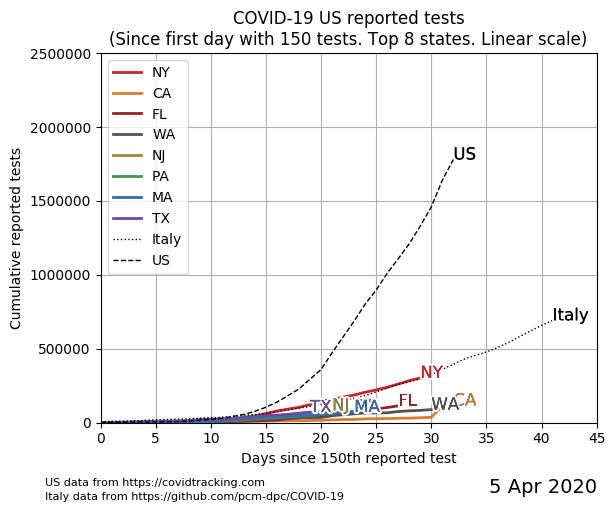 COVID-19 US reported tests
(Since first day with 150 tests. Top 8 states. Linear scale)
2500000
2000000
1500000
1000000
500000
0
Cumulative reported tests
NY
CA
FL
WA
NJ
PA
MA
TX
Italy
US
US
Italy
NY
TX
NJ
MA
FL
WA
CA
0 5 10 15 20 25 30 35 40 45
Days since 150th reported test
US data from https://covidtracking.com
Italy data from https://github.com/pcm-dpc/COVID-19
5 Apr 2020